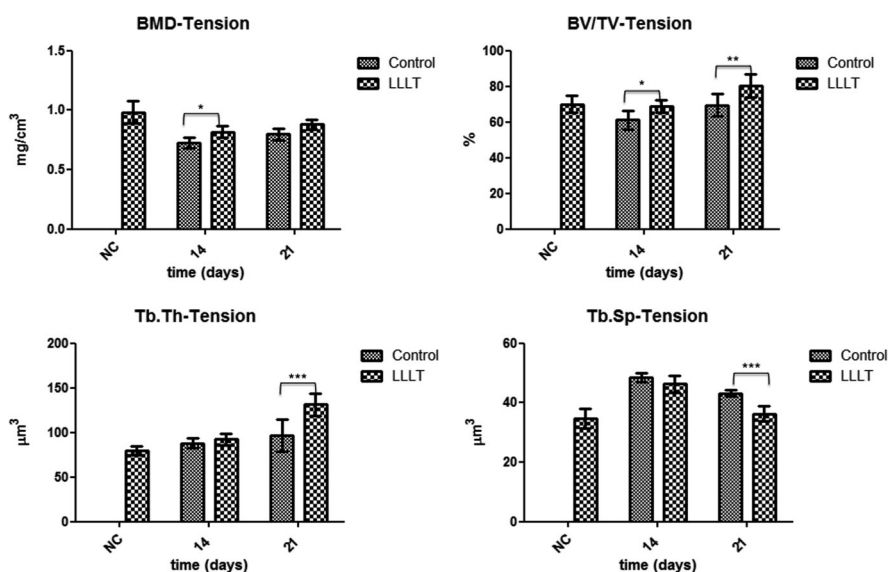 BMD-Tension
1.5
1.0
0.5
0.0
mg/cm³
NC
14
21
time (days)
Control
LLLT
*
BV/TV-Tension
100
80
60
40
20
0
%
NC
14
21
time (days)
Control
LLLT
*
**
Tb.Th-Tension
200
150
100
50
0
µm³
NC
14
21
time (days)
Control
LLLT
***
Tb.Sp-Tension
60
40
20
0
µm³
NC
14
21
time (days)
Control
LLLT
***